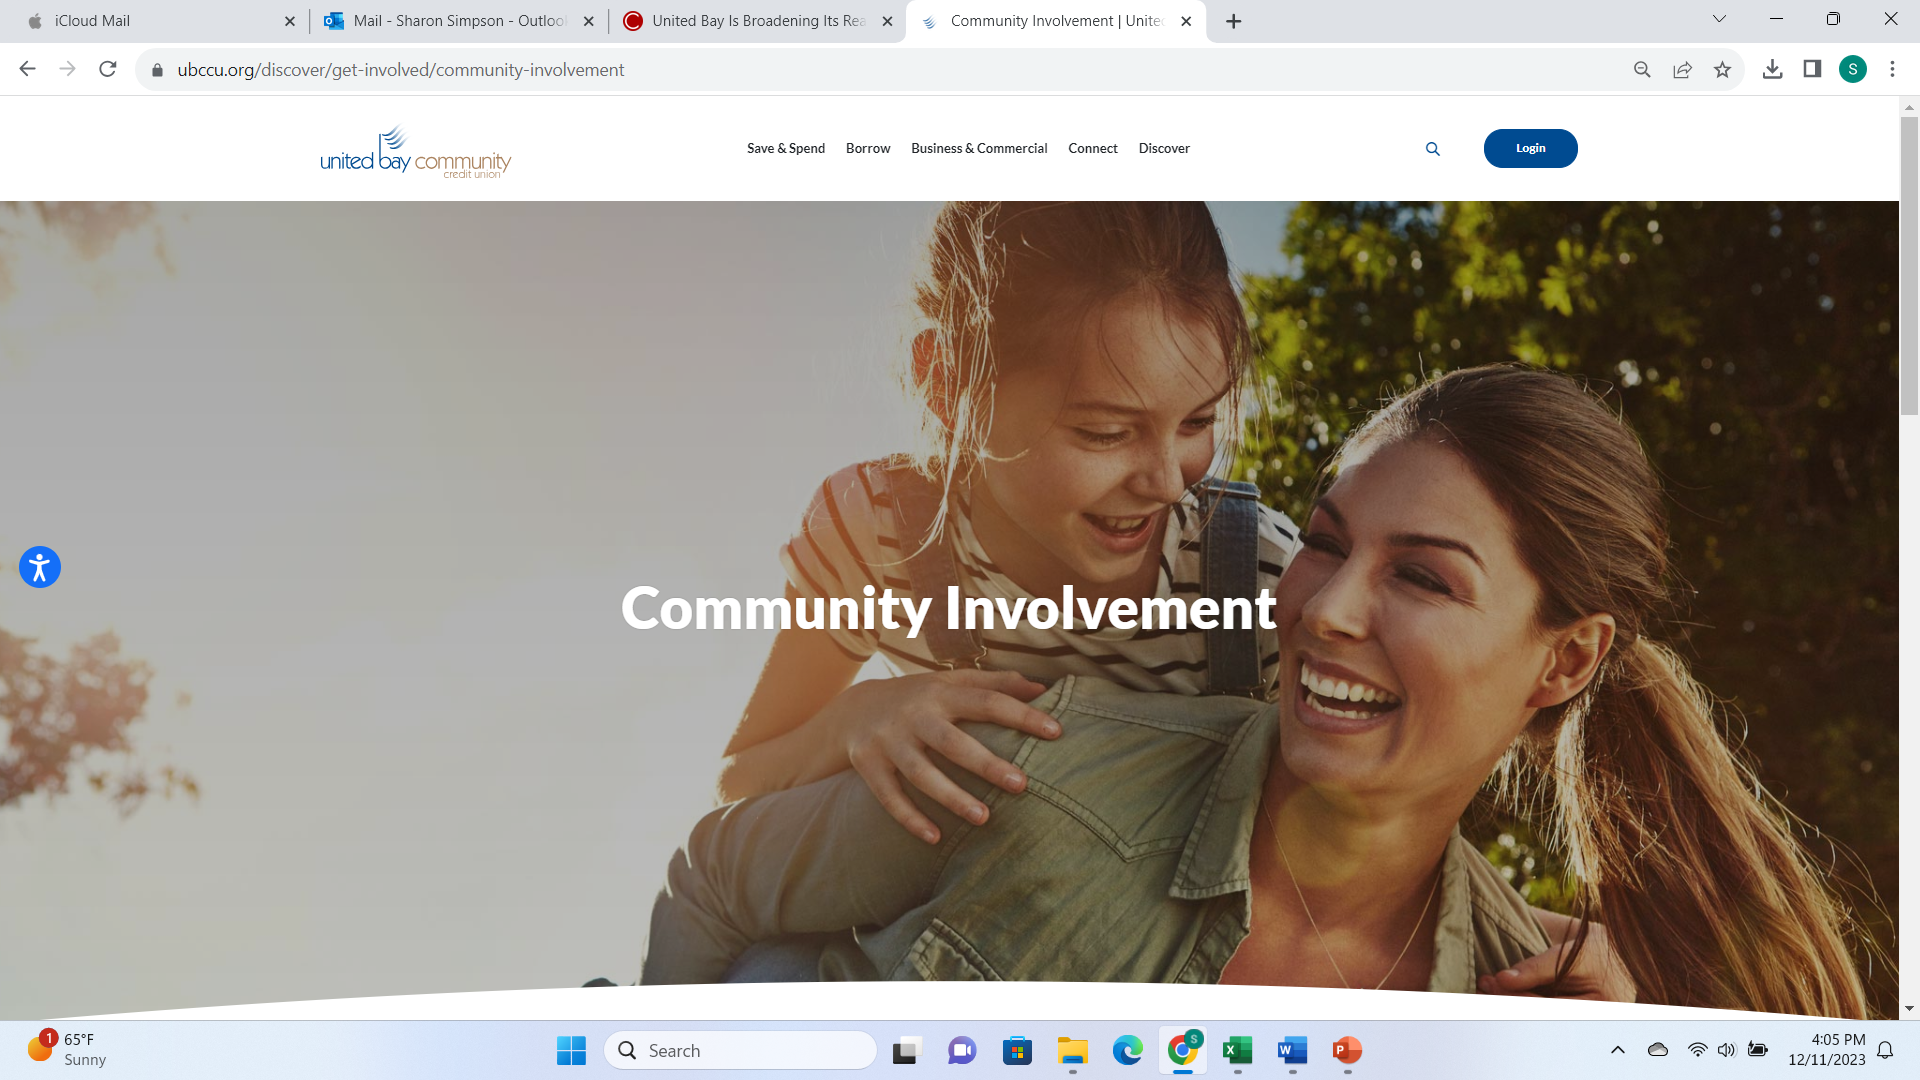 iCloud Mail
Mail - Sharon Simpson - Outloo
United Bay Is Broadening Its Rea
Community Involvement | United
ubccu.org/discover/get-involved/community-involvement
S
united bay community
credit union
Save & Spend
Borrow
Business & Commercial
Connect
Discover
Login
Community Involvement
1
65°F
Sunny
Search
S
X
W
P
4:05 PM
12/11/2023